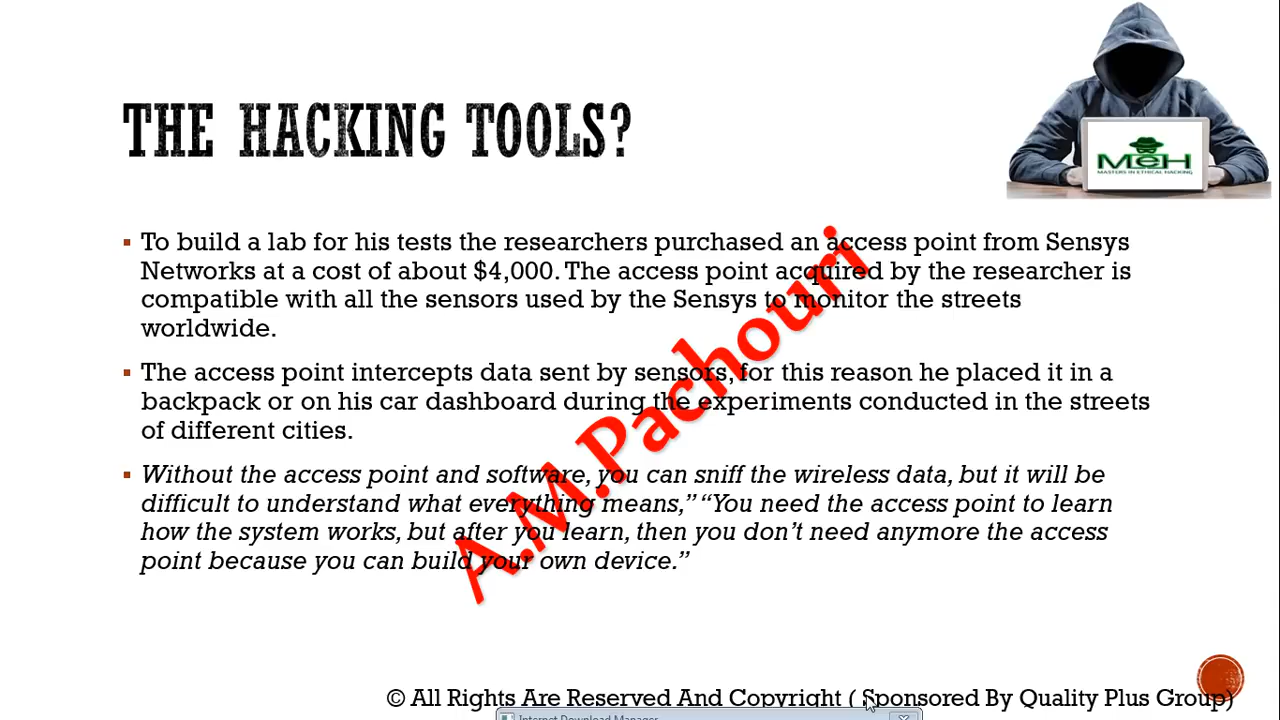 THE HACKING TOOLS?
MCH
MASTERS IN ETHICAL HACKING
▪ To build a lab for his tests the researchers purchased an access point from Sensys
Networks at a cost of about $4,000. The access point acquired by the researcher is
compatible with all the sensors used by the Sensys to monitor the streets
worldwide.
▪ The access point intercepts data sent by sensors, for this reason he placed it in a
backpack or on his car dashboard during the experiments conducted in the streets
of different cities.
▪ Without the access point and software, you can sniff the wireless data, but it will be
difficult to understand what everything means,” “You need the access point to learn
how the system works, but after you learn, then you don’t need anymore the access
point because you can build your own device.”
A.M.Pachouri
© All Rights Are Reserved And Copyright ( Sponsored By Quality Plus Group)
Internet Download Manager